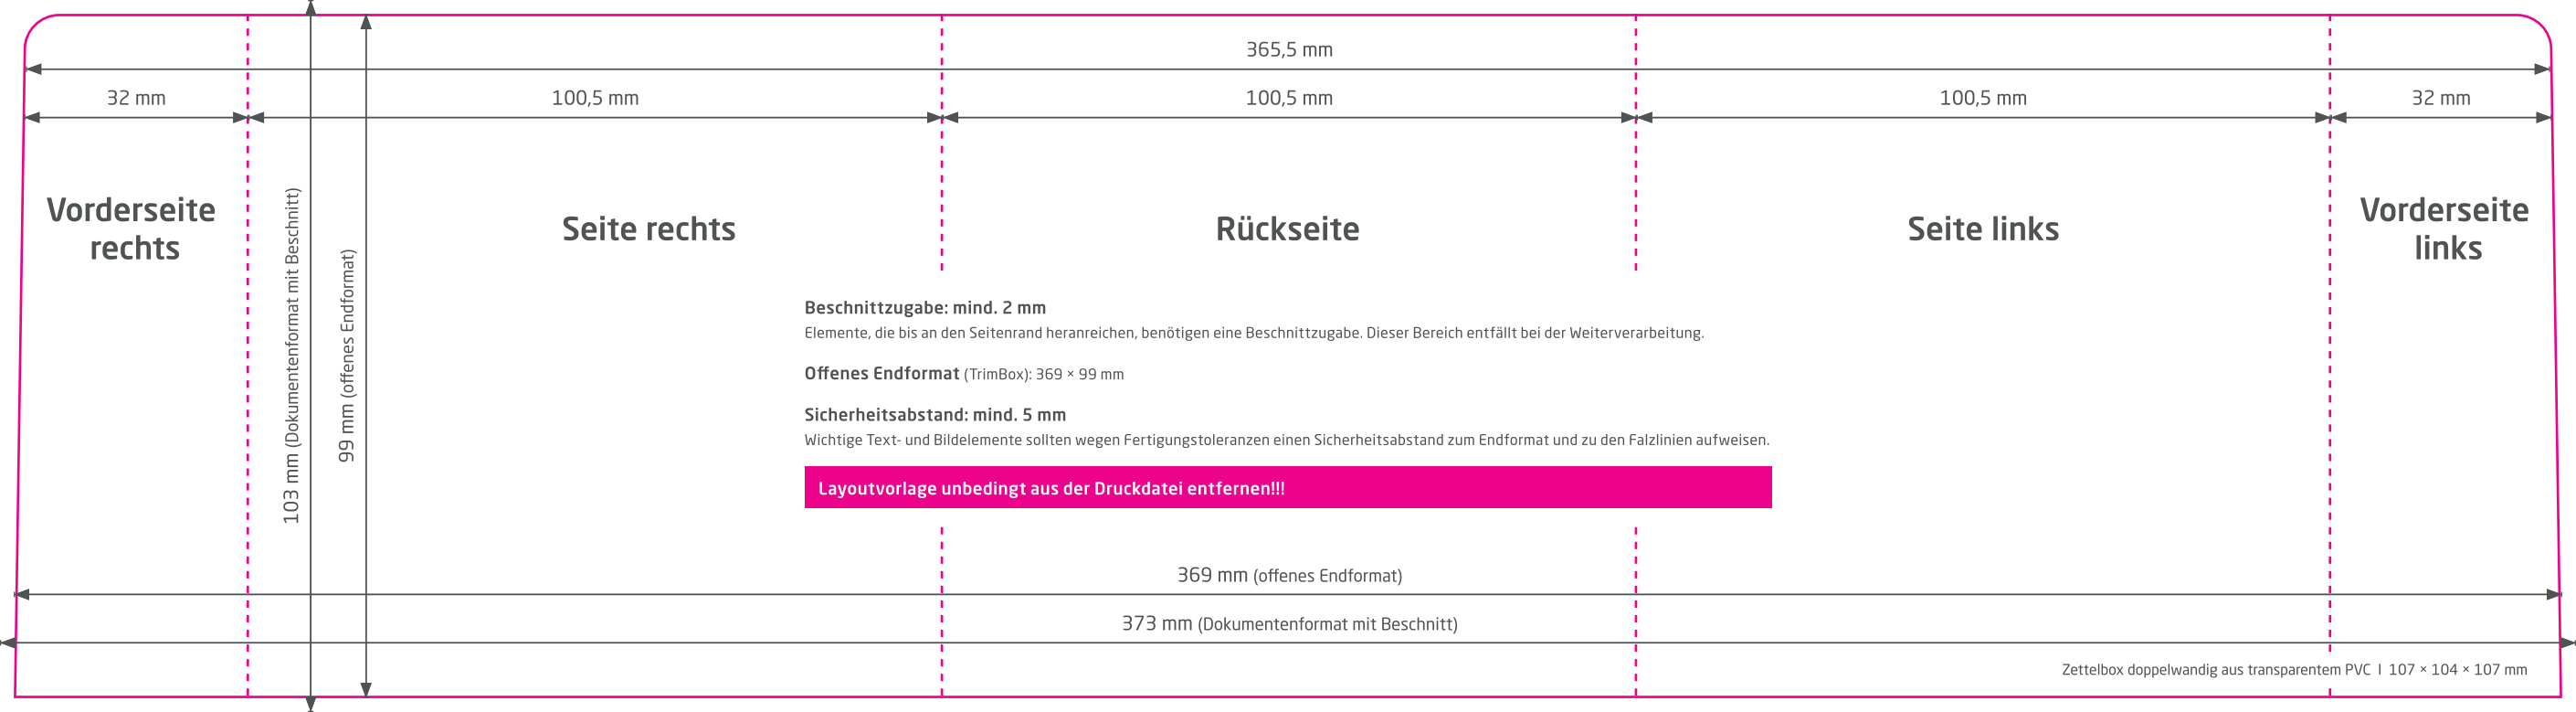 365,5 mm
32 mm
100,5 mm
100,5 mm
100,5 mm
32 mm
103 mm (Dokumentenformat mit Beschnitt)
99 mm (offenes Endformat)
Vorderseite
rechts
Seite rechts
Rückseite
Seite links
Vorderseite
links
Beschnittzugabe: mind. 2 mm
Elemente, die bis an den Seitenrand heranreichen, benötigen eine Beschnittzugabe. Dieser Bereich entfällt bei der Weiterverarbeitung.
Offenes Endformat (TrimBox): 369 × 99 mm
Sicherheitsabstand: mind. 5 mm
Wichtige Text- und Bildelemente sollten wegen Fertigungstoleranzen einen Sicherheitsabstand zum Endformat und zu den Falzlinien aufweisen.
Layoutvorlage unbedingt aus der Druckdatei entfernen!!!
369 mm (offenes Endformat)
373 mm (Dokumentenformat mit Beschnitt)
Zettelbox doppelwandig aus transparentem PVC I 107 × 104 × 107 mm